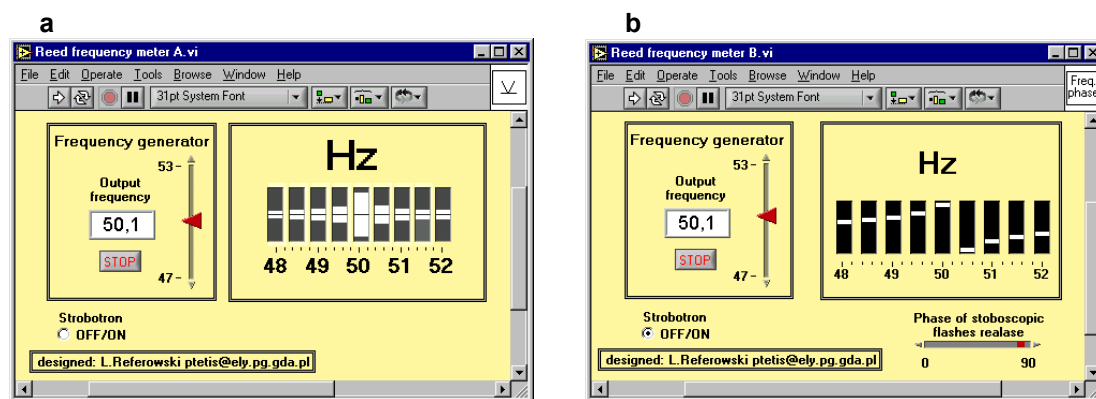 a
Reed frequency meter A.vi
File Edit Operate Tools Browse Window Help
31pt System Font
Frequency generator
53
Output
frequency
50,1
STOP
47
Hz
48 49 50 51 52
Strobotron
OFF/ON
designed: L.Referowski ptetis@ely.pg.gda.pl
b
Reed frequency meter B.vi
File Edit Operate Tools Browse Window Help
31pt System Font
Freq.
phase
Frequency generator
53
Output
frequency
50,1
STOP
47
Hz
48 49 50 51 52
Strobotron
OFF/ON
Phase of stoboscopic
flashes realase
0 90
designed: L.Referowski ptetis@ely.pg.gda.pl